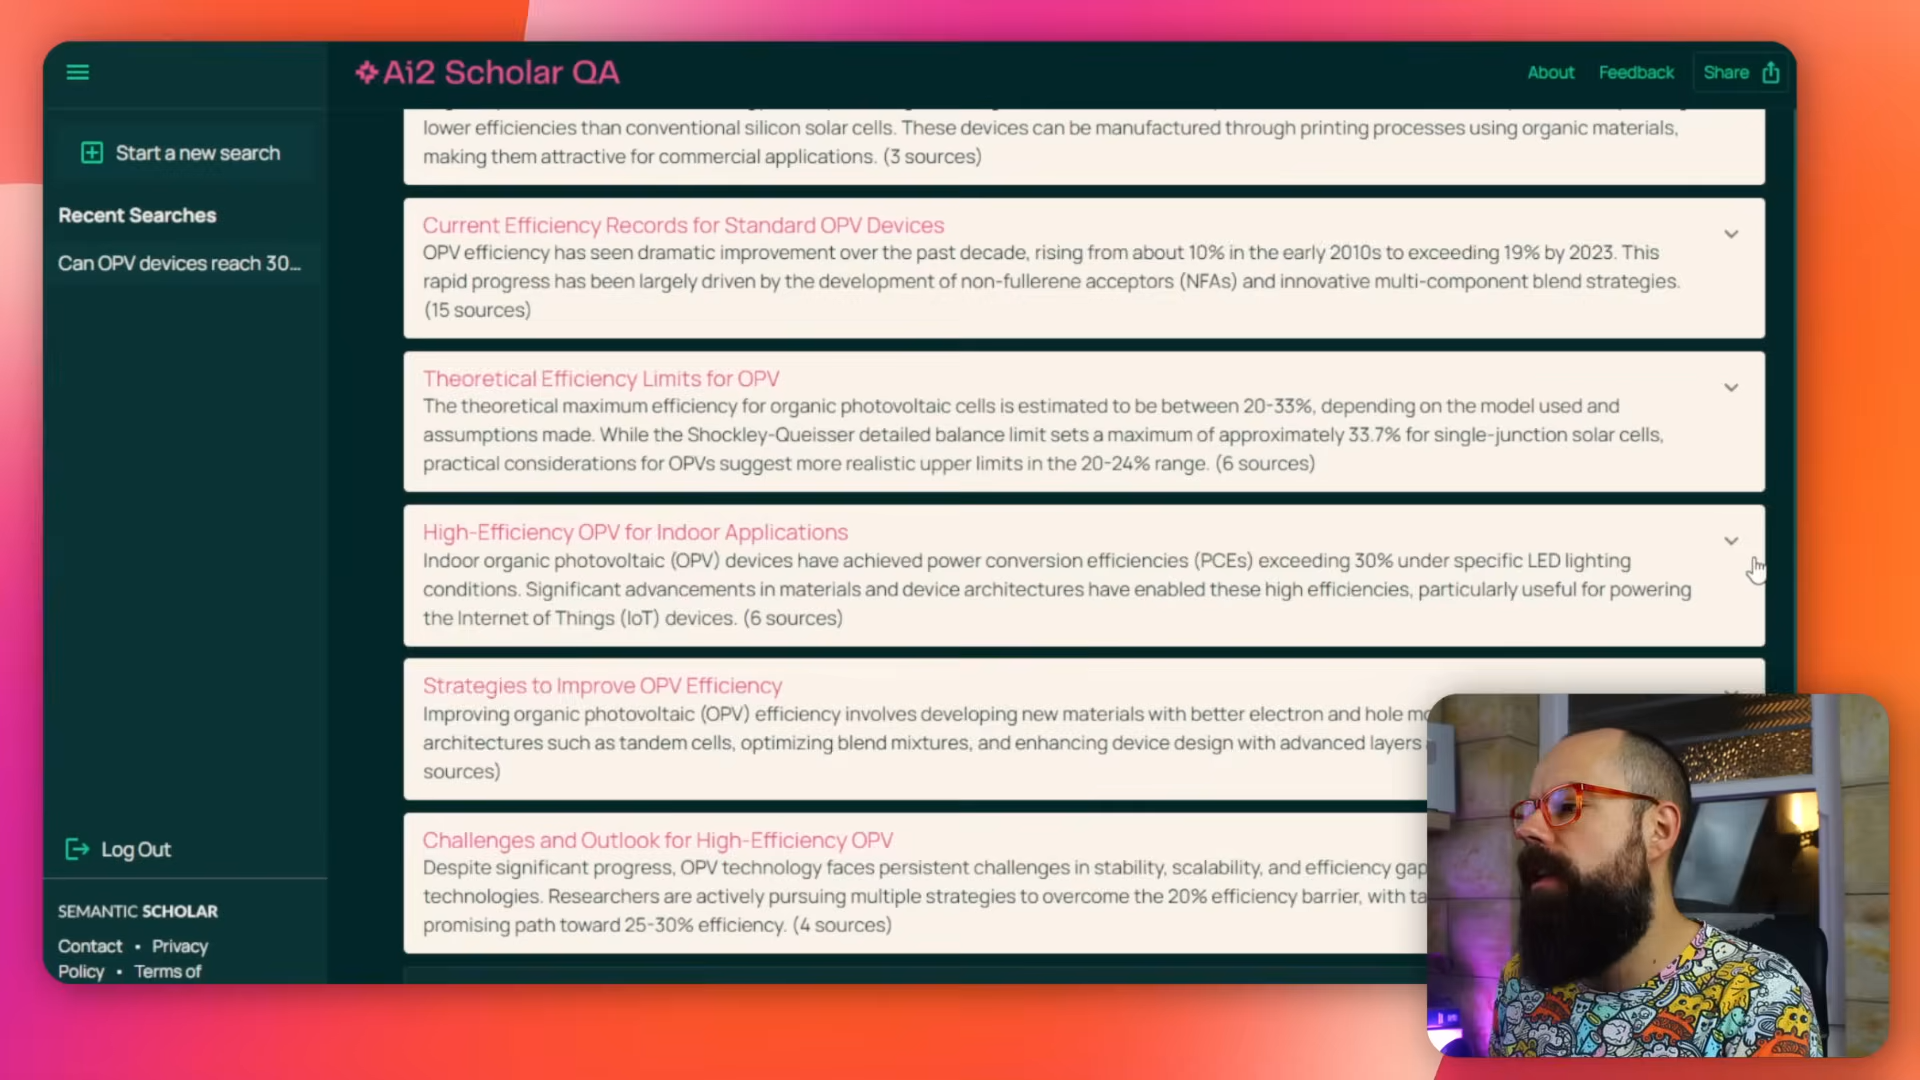 Ai2 Scholar QA
About
Feedback
Share
Start a new search
Recent Searches
Can OPV devices reach 30...
lower efficiencies than conventional silicon solar cells. These devices can be manufactured through printing processes using organic materials,
making them attractive for commercial applications. (3 sources)
Current Efficiency Records for Standard OPV Devices
OPV efficiency has seen dramatic improvement over the past decade, rising from about 10% in the early 2010s to exceeding 19% by 2023. This
rapid progress has been largely driven by the development of non-fullerene acceptors (NFAs) and innovative multi-component blend strategies.
(15 sources)
Theoretical Efficiency Limits for OPV
The theoretical maximum efficiency for organic photovoltaic cells is estimated to be between 20-33%, depending on the model used and
assumptions made. While the Shockley-Queisser detailed balance limit sets a maximum of approximately 33.7% for single-junction solar cells,
practical considerations for OPVs suggest more realistic upper limits in the 20-24% range. (6 sources)
High-Efficiency OPV for Indoor Applications
Indoor organic photovoltaic (OPV) devices have achieved power conversion efficiencies (PCEs) exceeding 30% under specific LED lighting
conditions. Significant advancements in materials and device architectures have enabled these high efficiencies, particularly useful for powering
the Internet of Things (IoT) devices. (6 sources)
Strategies to Improve OPV Efficiency
Improving organic photovoltaic (OPV) efficiency involves developing new materials with better electron and hole
architectures such as tandem cells, optimizing blend mixtures, and enhancing device design with advanced layers
sources)
Challenges and Outlook for High-Efficiency OPV
Despite significant progress, OPV technology faces persistent challenges in stability, scalability, and efficiency gap
technologies. Researchers are actively pursuing multiple strategies to overcome the 20% efficiency barrier, with
promising path toward 25-30% efficiency. (4 sources)
Log Out
SEMANTIC SCHOLAR
Contact • Privacy
Policy • Terms of